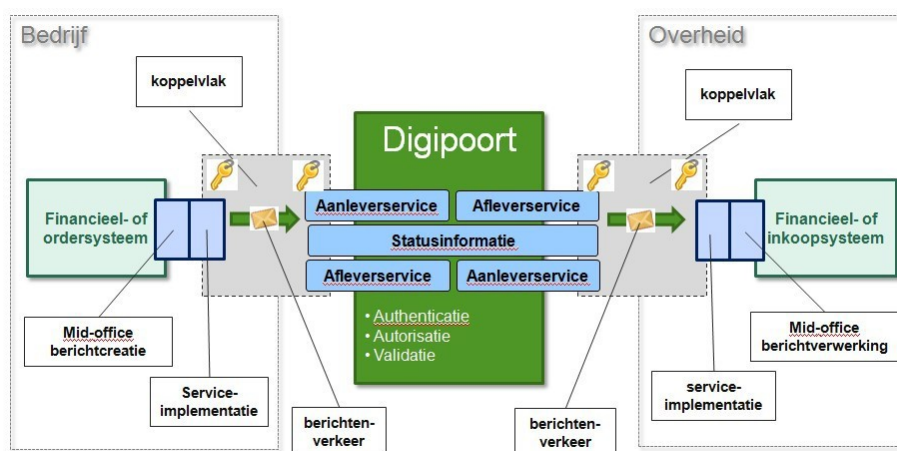 Bedrijf
Overheid
koppelvlak
koppelvlak
Digipoort
Financieel- of
ordersysteem
Aanleverservice
Afleverservice
Statusinformatie
Afleverservice
Aanleverservice
Financieel- of
inkoopsysteem
• Authenticatie
• Autorisatie
• Validatie
Mid-office
berichtcreatie
Mid-office
berichtverwerking
Service-
implementatie
service-
implementatie
berichten-
verkeer
berichten-
verkeer